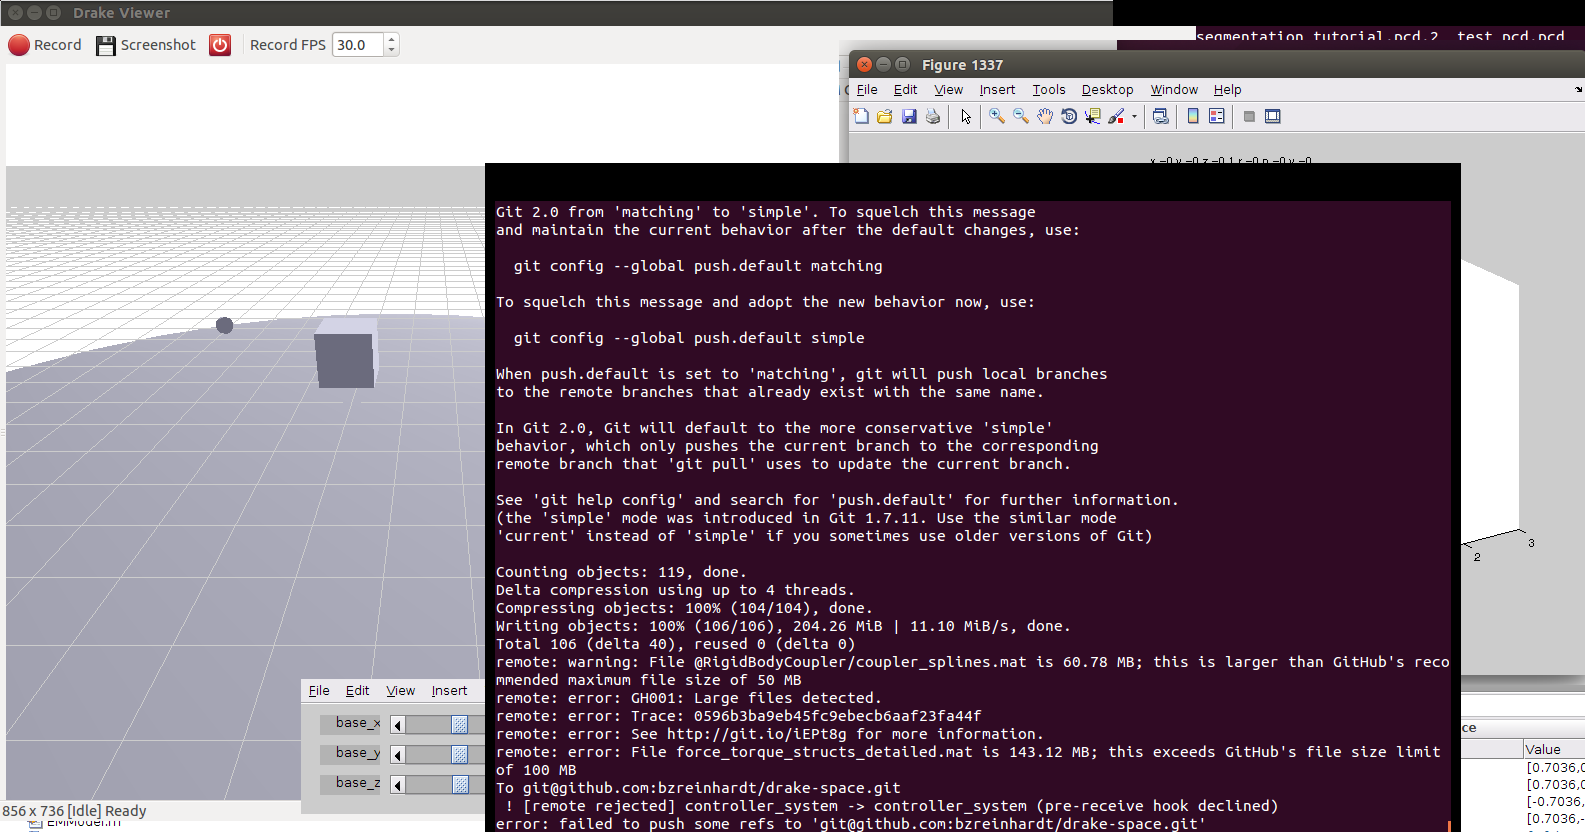 Drake Viewer
Record Screenshot Record FPS 30.0
segmentation_tutorial.pcd.2 test_pcd.pcd
Figure 1337
File Edit View Insert Tools Desktop Window Help
Git 2.0 from 'matching' to 'simple'. To squelch this message
and maintain the current behavior after the default changes, use:
git config --global push.default matching
To squelch this message and adopt the new behavior now, use:
git config --global push.default simple
When push.default is set to 'matching', git will push local branches
to the remote branches that already exist with the same name.
In Git 2.0, Git will default to the more conservative 'simple'
behavior, which only pushes the current branch to the corresponding
remote branch that 'git pull' uses to update the current branch.
See 'git help config' and search for 'push.default' for further information.
(the 'simple' mode was introduced in Git 1.7.11. Use the similar mode
'current' instead of 'simple' if you sometimes use older versions of Git)
Counting objects: 119, done.
Delta compression using up to 4 threads.
Compressing objects: 100% (104/104), done.
Writing objects: 100% (106/106), 204.26 MiB | 11.10 MiB/s, done.
Total 106 (delta 40), reused 0 (delta 0)
remote: warning: File @RigidBodyCoupler/coupler_splines.mat is 60.78 MB; this is larger than GitHub's reco
mmended maximum file size of 50 MB
remote: error: GH001: Large files detected.
remote: error: Trace: 0596b3ba9eb45fc9ebecb6aaf23fa44f
remote: error: See http://git.io/iEPt8g for more information.
remote: error: File force_torque_structs_detailed.mat is 143.12 MB; this exceeds GitHub's file size limit
of 100 MB
To git@github.com:bzreinhardt/drake-space.git
! [remote rejected] controller_system -> controller_system (pre-receive hook declined)
error: failed to push some refs to 'git@github.com:bzreinhardt/drake-space.git'
3
2
File Edit View Insert
base_x
base_y
base_z
ce
Value
[0.7036,0
[0.7036,0
[-0.7036,
[0.7036,-
856 x 736 [Idle] Ready